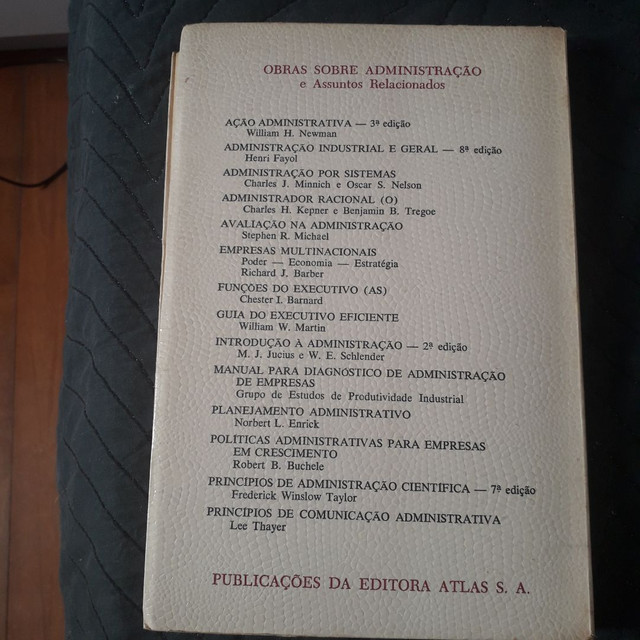 OBRAS SOBRE ADMINISTRAÇÃO
e Assuntos Relacionados
AÇÃO ADMINISTRATIVA — 3ª edição
William H. Newman
ADMINISTRAÇÃO INDUSTRIAL E GERAL — 8ª edição
Henri Fayol
ADMINISTRAÇÃO POR SISTEMAS
Charles J. Minnich e Oscar S. Nelson
ADMINISTRADOR RACIONAL (O)
Charles H. Kepner e Benjamin B. Tregoe
AVALIAÇÃO NA ADMINISTRAÇÃO
Stephen R. Michael
EMPRESAS MULTINACIONAIS
Poder — Economia — Estratégia
Richard J. Barber
FUNÇÕES DO EXECUTIVO (AS)
Chester I. Barnard
GUIA DO EXECUTIVO EFICIENTE
William W. Martin
INTRODUÇÃO À ADMINISTRAÇÃO — 2ª edição
M. J. Jucius e W. E. Schlender
MANUAL PARA DIAGNÓSTICO DE ADMINISTRAÇÃO
DE EMPRESAS
Grupo de Estudos de Produtividade Industrial
PLANEJAMENTO ADMINISTRATIVO
Norbert L. Enrick
POLÍTICAS ADMINISTRATIVAS PARA EMPRESAS
EM CRESCIMENTO
Robert B. Buchele
PRINCÍPIOS DE ADMINISTRAÇÃO CIENTÍFICA — 7ª edição
Frederick Winslow Taylor
PRINCÍPIOS DE COMUNICAÇÃO ADMINISTRATIVA
Lee Thayer
PUBLICAÇÕES DA EDITORA ATLAS S. A.